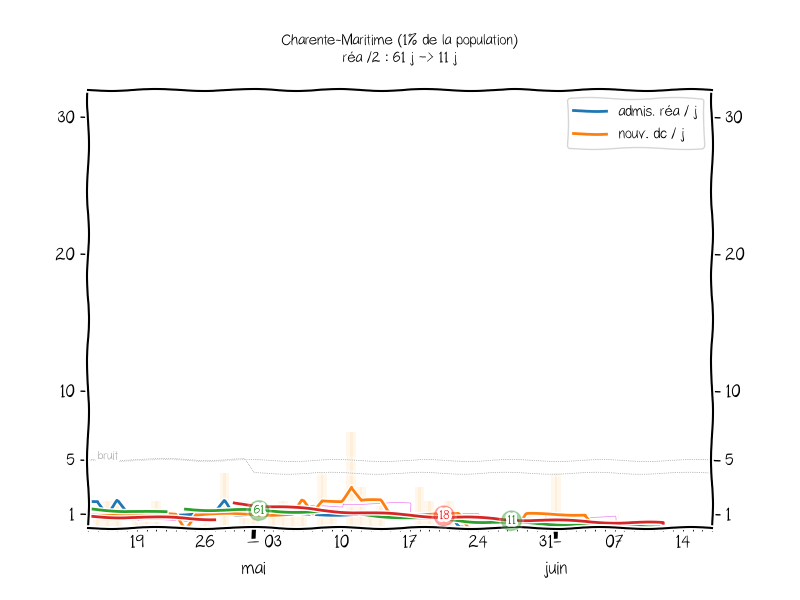 Charente-Maritime (1% de la population)
réa /2 : 61 j -> 11 j
admis. réa / j
nouv. dc / j
30 30
20 20
10 10
5 bruit 5
1 61 18 11 1
19 26 03 10 17 24 31 07 14
mai juin